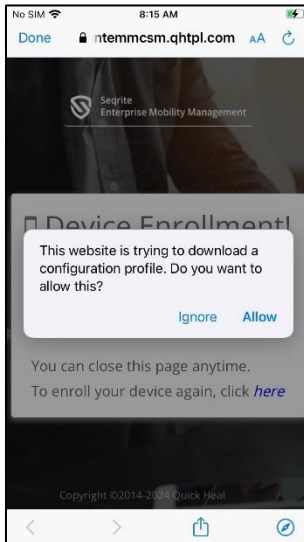 No SIM 8:15 AM
Done ntemmcsm.qhtpl.com AA
Seqrite
Enterprise Mobility Management
Device Enrollment!
This website is trying to download a
configuration profile. Do you want to
allow this?
Ignore Allow
You can close this page anytime.
To enroll your device again, click here
Copyright ©2014-2024 Quick Heal